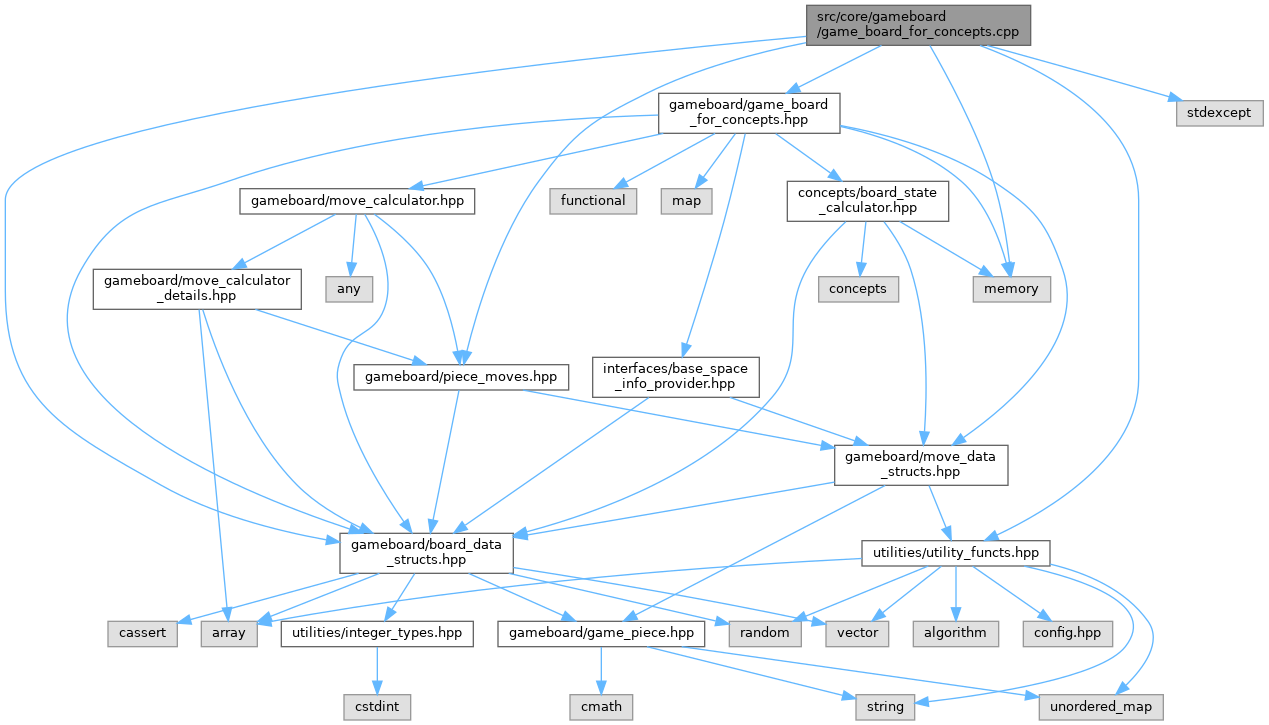 src/core/gameboard
/game_board_for_concepts.cpp
gameboard/game_board
_for_concepts.hpp
stdexcept
gameboard/move_calculator.hpp
functional
map
concepts/board_state
_calculator.hpp
gameboard/move_calculator
_details.hpp
any
concepts
memory
gameboard/piece_moves.hpp
interfaces/base_space
_info_provider.hpp
gameboard/move_data
_structs.hpp
gameboard/board_data
_structs.hpp
utilities/utility_functs.hpp
cassert
array
utilities/integer_types.hpp
gameboard/game_piece.hpp
random
vector
algorithm
config.hpp
cstdint
cmath
string
unordered_map